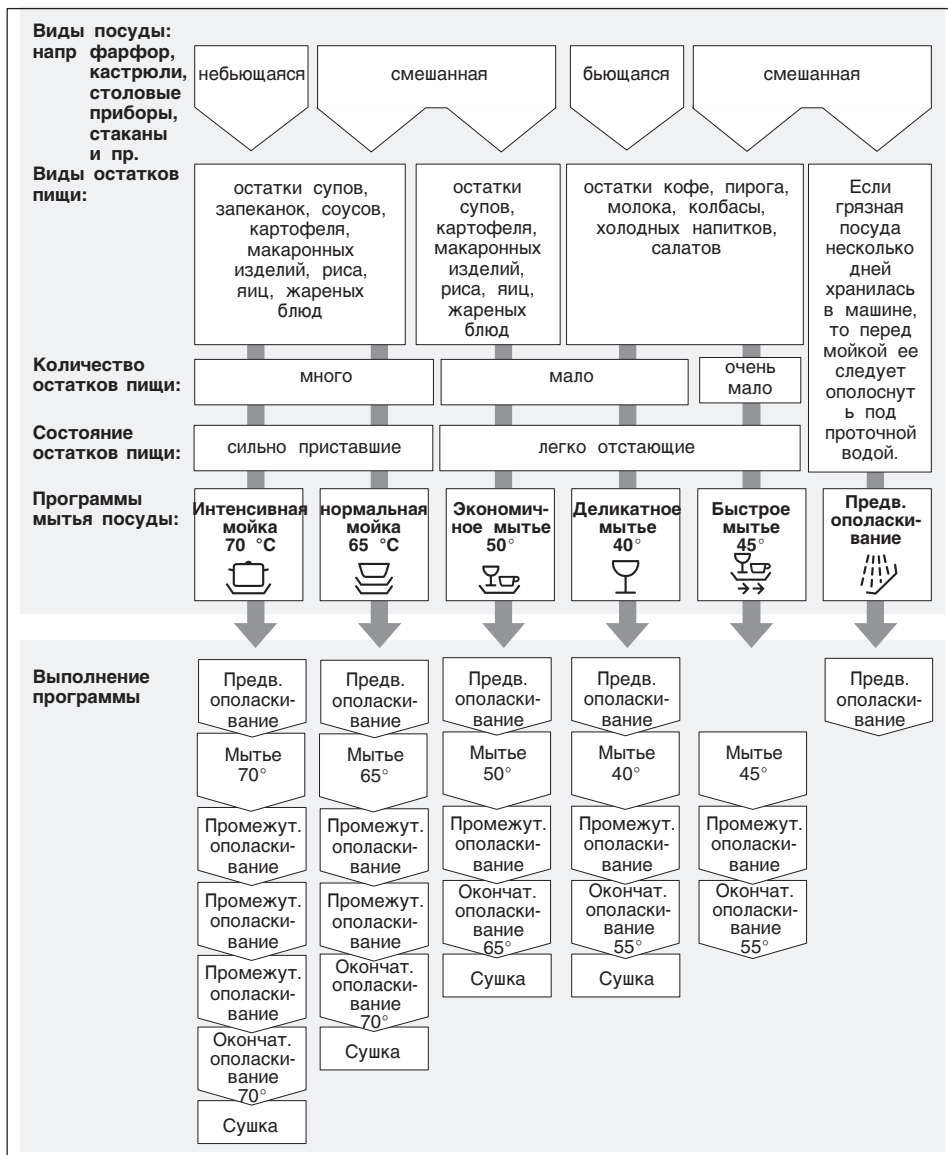 Виды посуды:
напр фарфор,
кастрюли,
столовые
приборы,
стаканы
и пр.
небьющаяся
смешанная
бьющаяся
смешанная
Виды остатков
пищи:
остатки супов,
запеканок, соусов,
картофеля,
макаронных
изделий, риса,
яиц, жареных
блюд
остатки
супов,
картофеля,
макаронных
изделий,
риса, яиц,
жареных
блюд
остатки кофе, пирога,
молока, колбасы,
холодных напитков,
салатов
Если
грязная
посуда
несколько
дней
хранилась
в машине,
то перед
мойкой ее
следует
ополоснут
ь под
проточной
водой.
Количество
остатков пищи:
много
мало
очень
мало
Состояние
остатков пищи:
сильно приставшие
легко отстающие
Программы
мытья посуды:
Интенсивная
мойка
70 °C
нормальная
мойка
65 °C
Экономич-
ное мытье
50°
Деликатное
мытье
40°
Быстрое
мытье
45°
Предв.
ополаски-
вание
Выполнение
программы
Предв.
ополаски-
вание
Предв.
ополаски-
вание
Предв.
ополаски-
вание
Предв.
ополаски-
вание
Предв.
ополаски-
вание
Мытье
70°
Мытье
65°
Мытье
50°
Мытье
40°
Мытье
45°
Промежут.
ополаски-
вание
Промежут.
ополаски-
вание
Промежут.
ополаски-
вание
Промежут.
ополаски-
вание
Промежут.
ополаски-
вание
Промежут.
ополаски-
вание
Промежут.
ополаски-
вание
Окончат.
ополаски-
вание
65°
Окончат.
ополаски-
вание
55°
Окончат.
ополаски-
вание
55°
Промежут.
ополаски-
вание
Окончат.
ополаски-
вание
70°
Сушка
Сушка
Окончат.
ополаски-
вание
70°
Сушка
Сушка